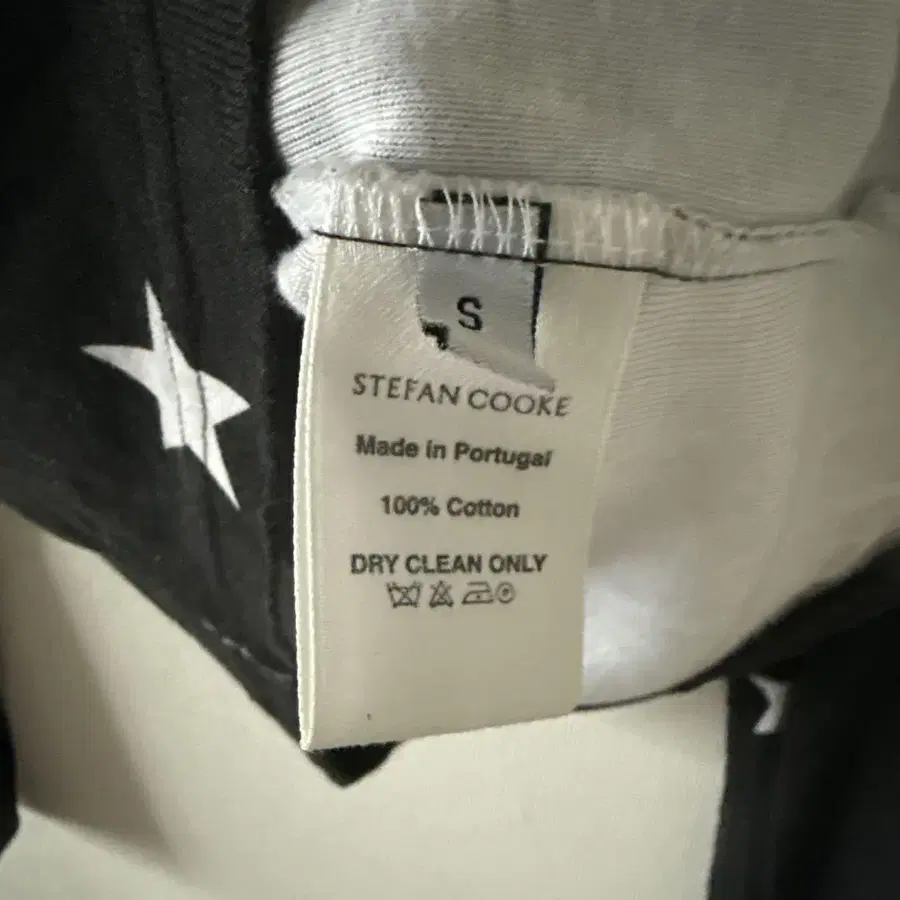 S
STEFAN COOKE
Made in Portugal
100% Cotton
DRY CLEAN ONLY